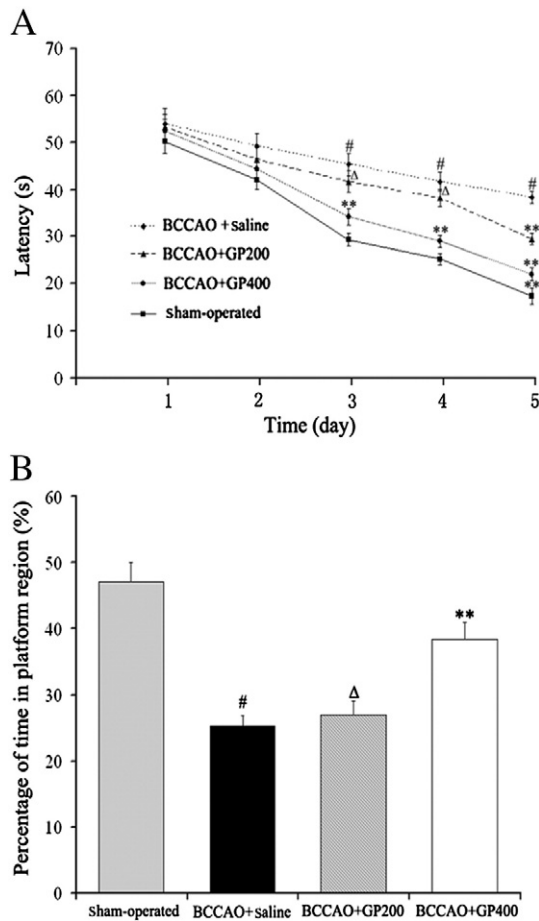 A
70
60
50
40
30
20
10
0
Latency (s)
# # #
Δ Δ
** ** **
**
**
BCCAO +saline
BCCAO+GP200
BCCAO+GP400
Sham-operated
1 2 3 4 5
Time (day)
B
60
50
40
30
20
10
0
Percentage of time in platform region (%)
# Δ **
Sham-operated BCCAO+saline BCCAO+GP200 BCCAO+GP400